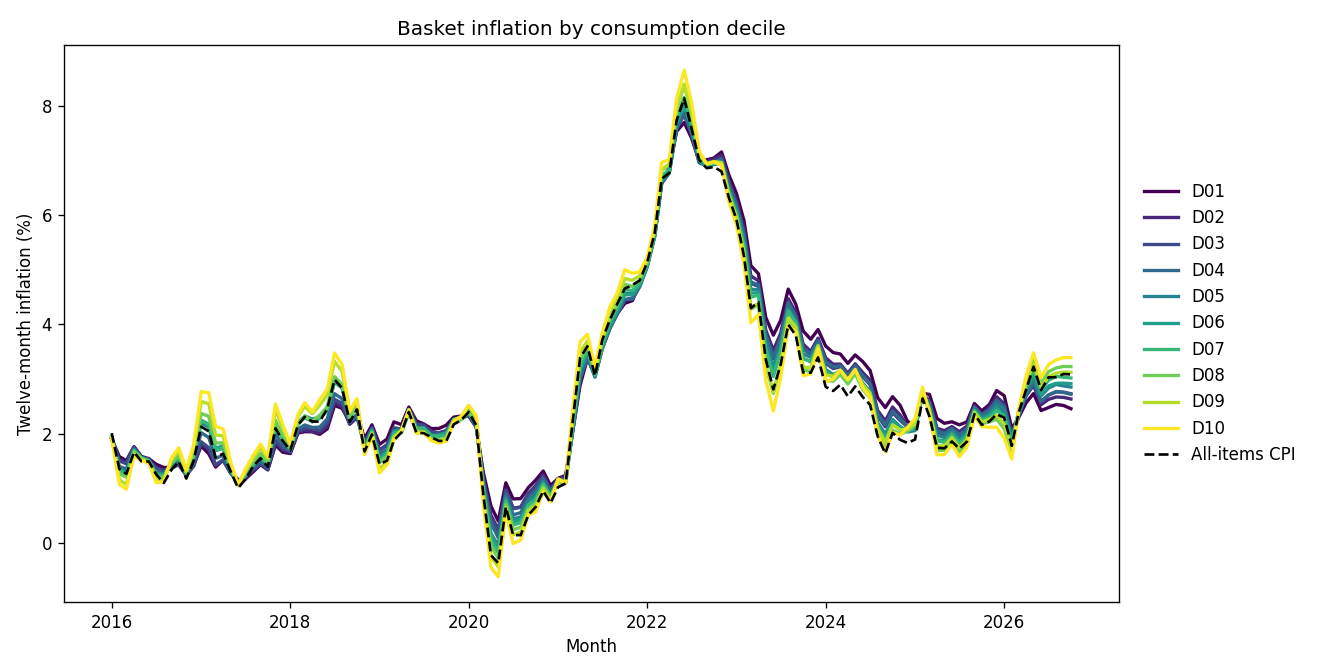 Basket inflation by consumption decile
Twelve-month inflation (%)
8
6
4
2
0
2016
2018
2020
2022
2024
2026
Month
D01
D02
D03
D04
D05
D06
D07
D08
D09
D10
All-items CPI